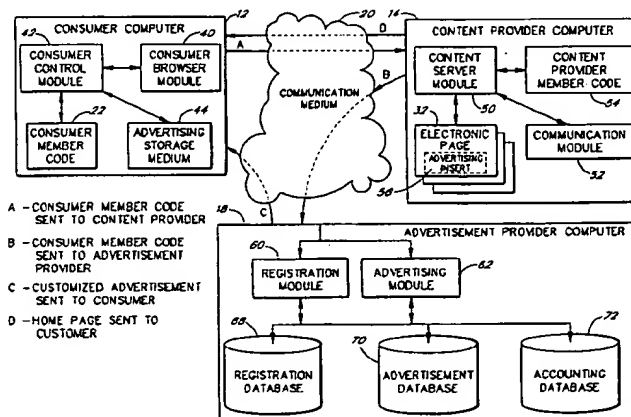 CONSUMER COMPUTER
12
20
14
CONTENT PROVIDER COMPUTER
42
40
CONSUMER
CONTROL
MODULE
CONSUMER
BROWSER
MODULE
22
44
CONSUMER
MEMBER
CODE
ADVERTISING
STORAGE
MEDIUM
D
A
B
COMMUNICATION
MEDIUM
C
CONTENT
SERVER
MODULE
50
CONTENT
PROVIDER
MEMBER CODE
54
32
ELECTRONIC
PAGE
ADVERTISING
INSERT
56
COMMUNICATION
MODULE
52
A - CONSUMER MEMBER CODE
SENT TO CONTENT PROVIDER
B - CONSUMER MEMBER CODE
SENT TO ADVERTISEMENT
PROVIDER
C - CUSTOMIZED ADVERTISEMENT
SENT TO CONSUMER
D - HOME PAGE SENT TO
CUSTOMER
18
ADVERTISEMENT PROVIDER COMPUTER
60
REGISTRATION
MODULE
ADVERTISING
MODULE
62
68
REGISTRATION
DATABASE
70
ADVERTISEMENT
DATABASE
72
ACCOUNTING
DATABASE